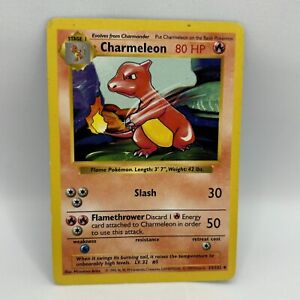 STAGE 1
Evolves from Charmander Put Charmeleon on the Basic Pokémon
Charmeleon 80 HP
Flame Pokémon. Length: 3' 7", Weight: 42 lbs.
Slash 30
Flamethrower Discard 1 Energy
card attached to Charmeleon in order
to use this attack. 50
weakness resistance retreat cost
When it swings its burning tail, it raises the temperature to
unbearably high levels. LV. 32 #5